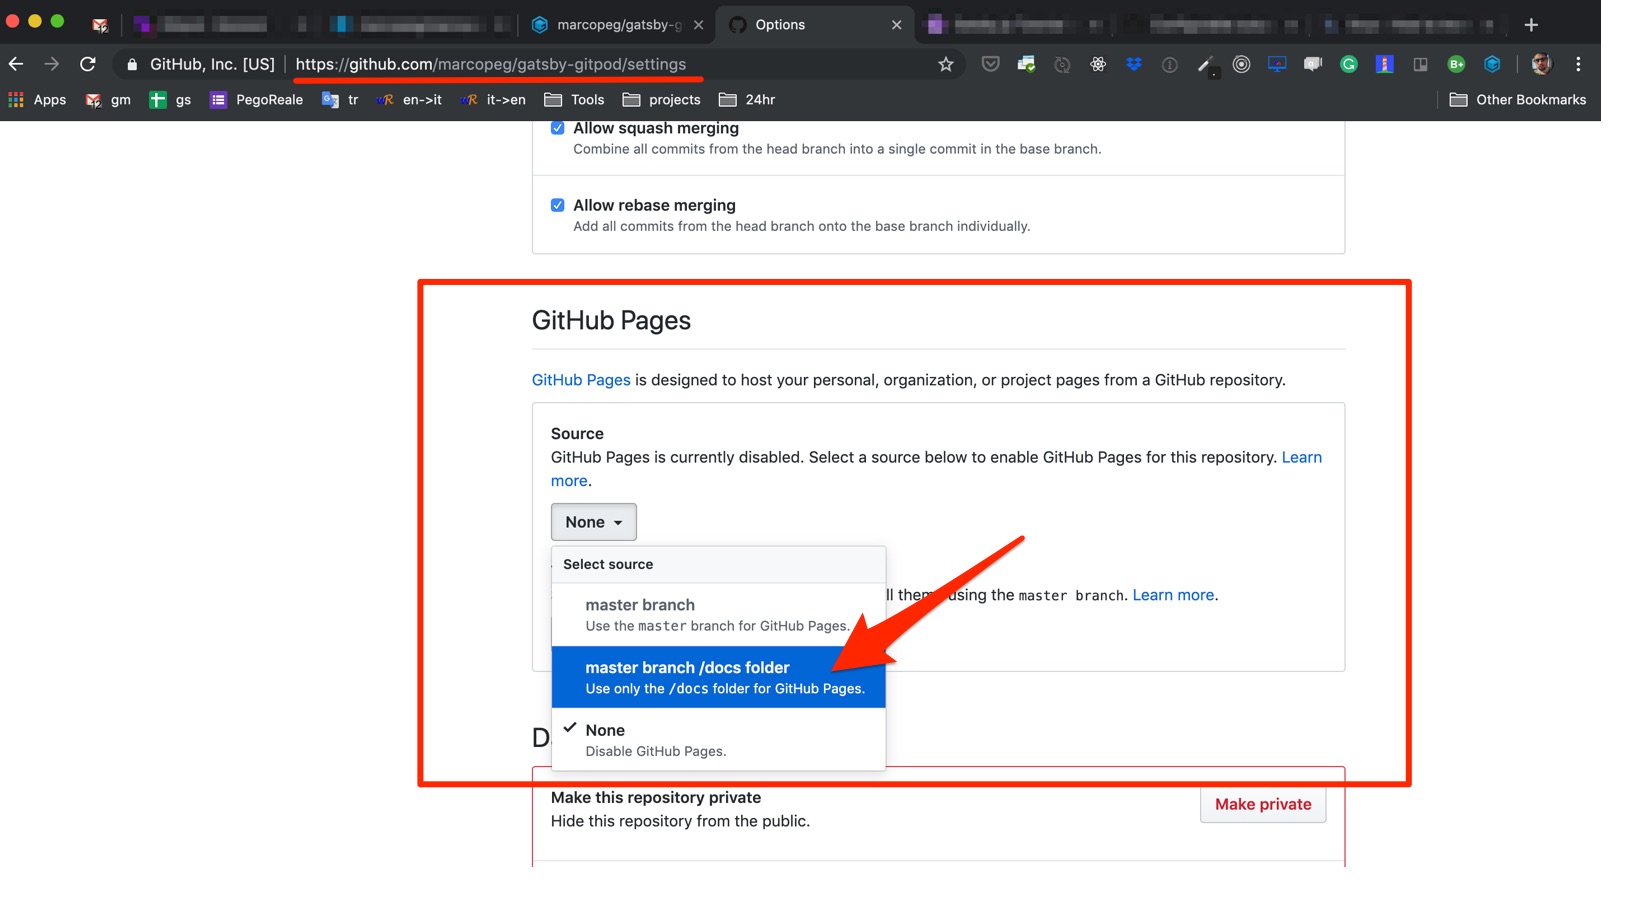 marcopeg/gatsby-g
Options
GitHub, Inc. [US]
https://github.com/marcopeg/gatsby-gitpod/settings
Apps
gm
gs
PegoReale
tr
en->it
it->en
Tools
projects
24hr
Other Bookmarks
Allow squash merging
Combine all commits from the head branch into a single commit in the base branch.
Allow rebase merging
Add all commits from the head branch onto the base branch individually.
GitHub Pages
GitHub Pages is designed to host your personal, organization, or project pages from a GitHub repository.
Source
GitHub Pages is currently disabled. Select a source below to enable GitHub Pages for this repository. Learn
more.
None
Select source
master branch
Use the master branch for GitHub Pages.
ll them using the master branch. Learn more.
master branch /docs folder
Use only the /docs folder for GitHub Pages.
None
Disable GitHub Pages.
Make this repository private
Hide this repository from the public.
Make private